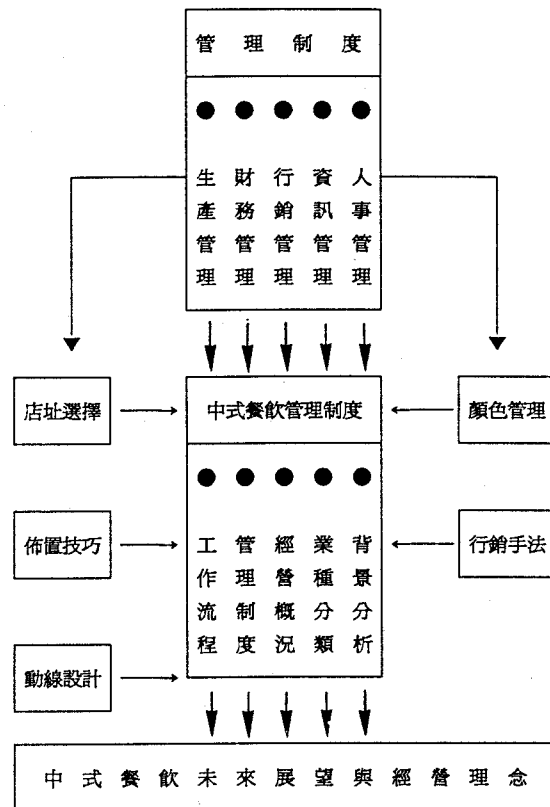 管理制度
人事管理
資訊管理
行銷管理
財務管理
生產管理
店址選擇
中式餐飲管理制度
顏色管理
佈置技巧
背景分析
業種分類
經營概況
管理制度
工作流程
行銷手法
動線設計
中式餐飲未來展望與經營理念